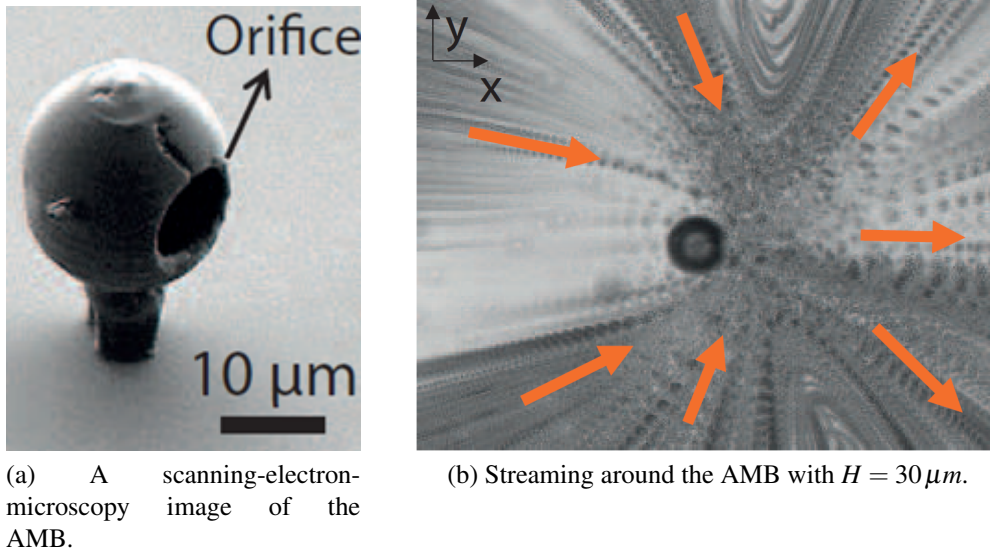 Orifice
10 μm
y
x
(a) A scanning-electron-
microscopy image of the
AMB.
(b) Streaming around the AMB with H = 30 μm.